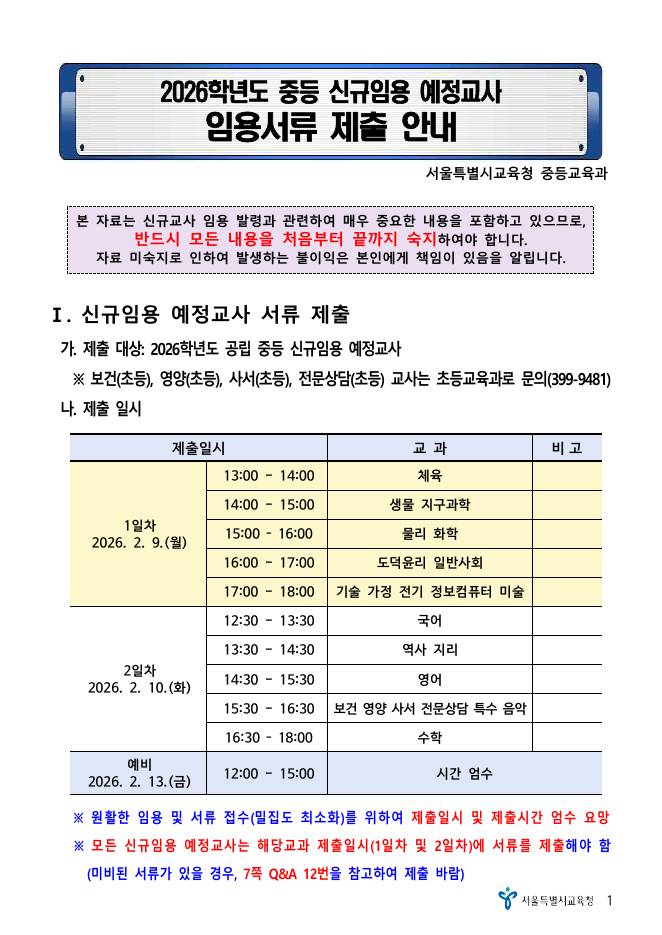 2026학년도 중등 신규임용 예정교사
임용서류 제출 안내
서울특별시교육청 중등교육과
본 자료는 신규교사 임용 발령과 관련하여 매우 중요한 내용을 포함하고 있으므로,
반드시 모든 내용을 처음부터 끝까지 숙지하여야 합니다.
자료 미숙지로 인하여 발생하는 불이익은 본인에게 책임이 있음을 알립니다.
I. 신규임용 예정교사 서류 제출
가. 제출 대상: 2026학년도 공립 중등 신규임용 예정교사
※ 보건(초등), 영양(초등), 사서(초등), 전문상담(초등) 교사는 초등교육과로 문의(399-9481)
나. 제출 일시
제출일시 교 과 비 고
1일차
2026. 2. 9.(월)
13:00 - 14:00 체육
14:00 - 15:00 생물 지구과학
15:00 - 16:00 물리 화학
16:00 - 17:00 도덕윤리 일반사회
17:00 - 18:00 기술 가정 전기 정보컴퓨터 미술
2일차
2026. 2. 10.(화)
12:30 - 13:30 국어
13:30 - 14:30 역사 지리
14:30 - 15:30 영어
15:30 - 16:30 보건 영양 사서 전문상담 특수 음악
16:30 - 18:00 수학
예비
2026. 2. 13.(금)
12:00 - 15:00 시간 엄수
※ 원활한 임용 및 서류 접수(밀집도 최소화)를 위하여 제출일시 및 제출시간 엄수 요망
※ 모든 신규임용 예정교사는 해당교과 제출일시(1일차 및 2일차)에 서류를 제출해야 함
(미비된 서류가 있을 경우, 7쪽 Q&A 12번을 참고하여 제출 바람)
서울특별시교육청 1